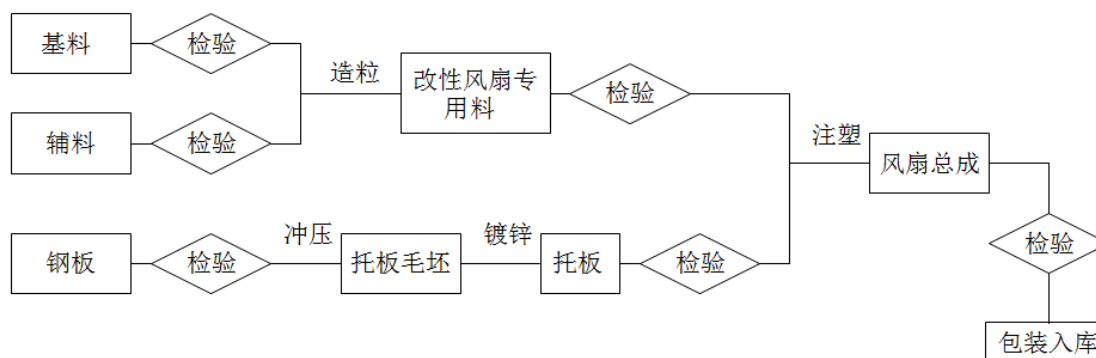 基料
检验
造粒
改性风扇专
用料
检验
辅料
检验
注塑
风扇总成
钢板
检验
冲压
托板毛坯
镀锌
托板
检验
检验
包装入库